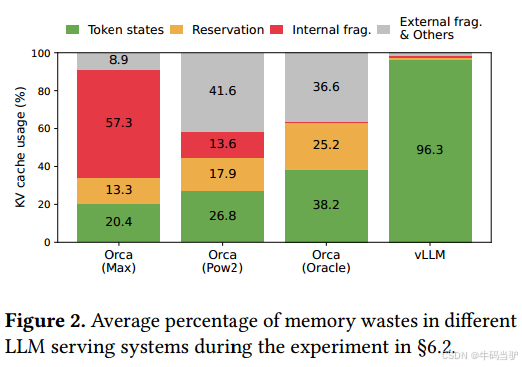 Token states Reservation Internal frag. External frag.
& Others
KV cache usage (%)
100
80
60
40
20
0
8.9
57.3
13.3
20.4
41.6
13.6
17.9
26.8
36.6
25.2
38.2
96.3
Orca
(Max)
Orca
(Pow2)
Orca
(Oracle)
vLLM
Figure 2. Average percentage of memory wastes in different
LLM serving systems during the experiment in §6.2.
CSDN @牛码当驴